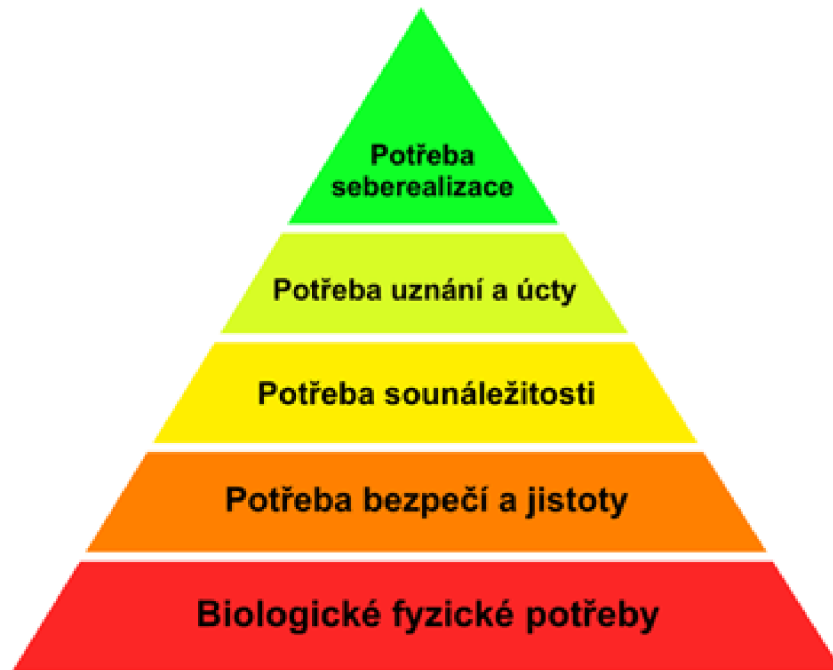 Potřeba
seberealizace
Potřeba uznání a úcty
Potřeba sounáležitosti
Potřeba bezpečí a jistoty
Biologické fyzické potřeby